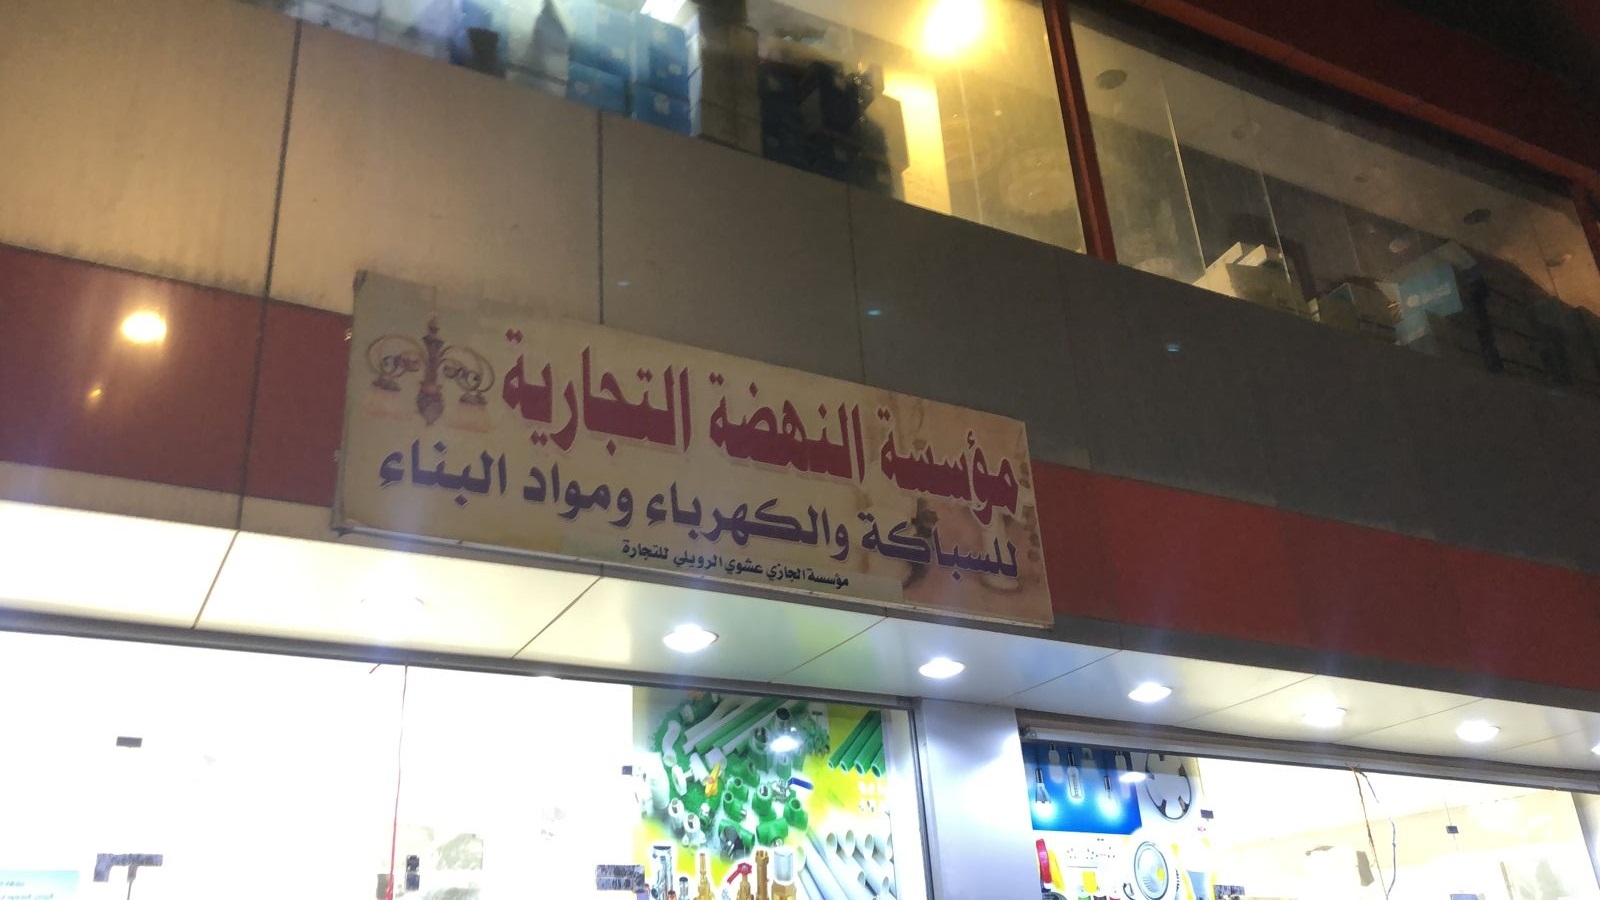 مؤسسة النهضة التجارية
للسباكة والكهرباء ومواد البناء
مؤسسة الجازي عشوي الرويلي للتجارة